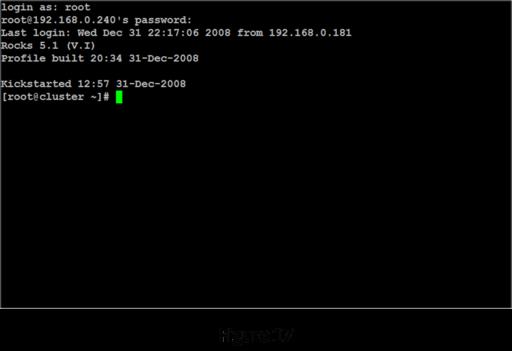 login as: root
root@192.168.0.240's password:
Last login: Wed Dec 31 22:17:06 2008 from 192.168.0.181
Rocks 5.1 (V.I)
Profile built 20:34 31-Dec-2008
Kickstarted 12:57 31-Dec-2008
[root@cluster ~]#